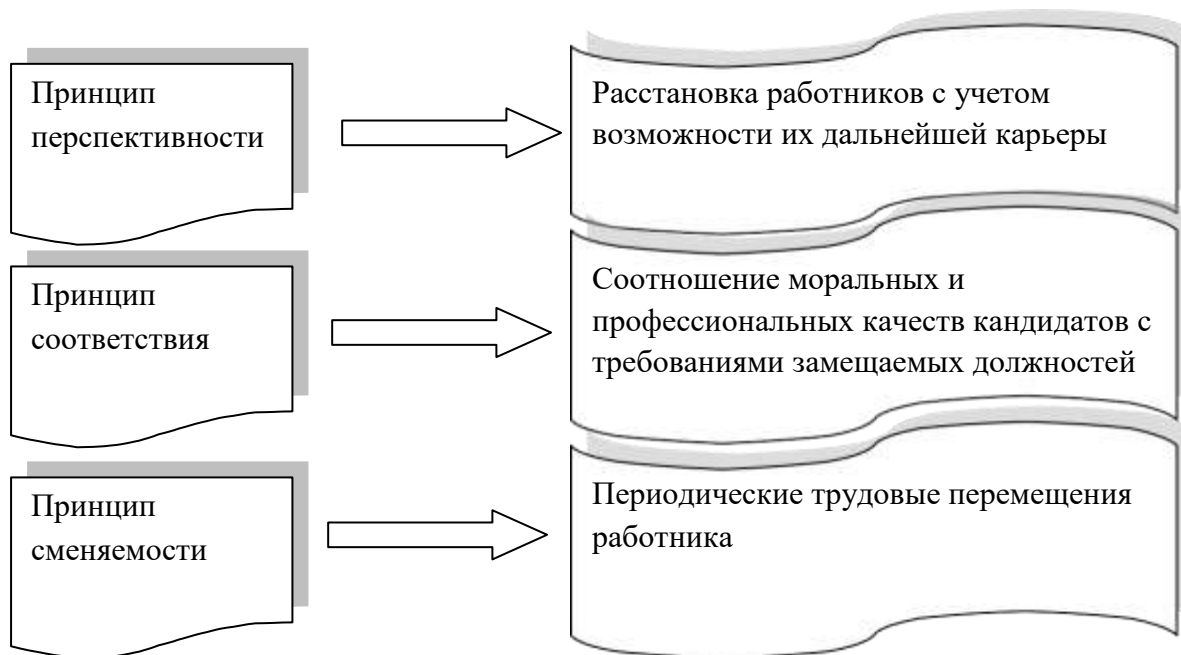 Принцип
перспективности
Расстановка работников с учетом
возможности их дальнейшей карьеры
Принцип
соответствия
Соотношение моральных и
профессиональных качеств кандидатов с
требованиями замещаемых должностей
Принцип
сменяемости
Периодические трудовые перемещения
работника